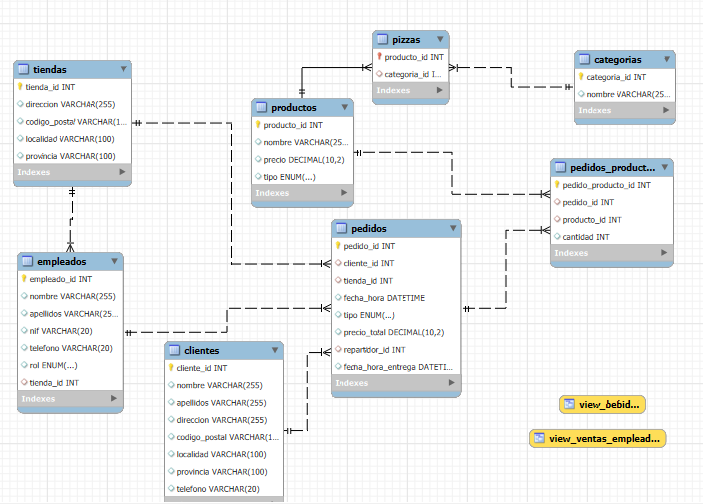 tiendas
tienda_id INT
direccion VARCHAR(255)
codigo_postal VARCHAR(1...
localidad VARCHAR(100)
provincia VARCHAR(100)
Indexes
pizzas
producto_id INT
categoria_id I...
Indexes
categorias
categoria_id INT
nombre VARCHAR(25...
Indexes
productos
producto_id INT
nombre VARCHAR(25...
precio DECIMAL(10,2)
tipo ENUM(...)
Indexes
pedidos_product...
pedido_producto_id INT
pedido_id INT
producto_id INT
cantidad INT
Indexes
empleados
empleado_id INT
nombre VARCHAR(255)
apellidos VARCHAR(25...
nif VARCHAR(20)
telefono VARCHAR(20)
rol ENUM(...)
tienda_id INT
Indexes
pedidos
pedido_id INT
cliente_id INT
tienda_id INT
fecha_hora DATETIME
tipo ENUM(...)
precio_total DECIMAL(10,2)
repartidor_id INT
fecha_hora_entrega DATETI...
Indexes
clientes
cliente_id INT
nombre VARCHAR(255)
apellidos VARCHAR(255)
direccion VARCHAR(255)
codigo_postal VARCHAR(1...
localidad VARCHAR(100)
provincia VARCHAR(100)
telefono VARCHAR(20)
view_bebid...
view_ventas_emplead...